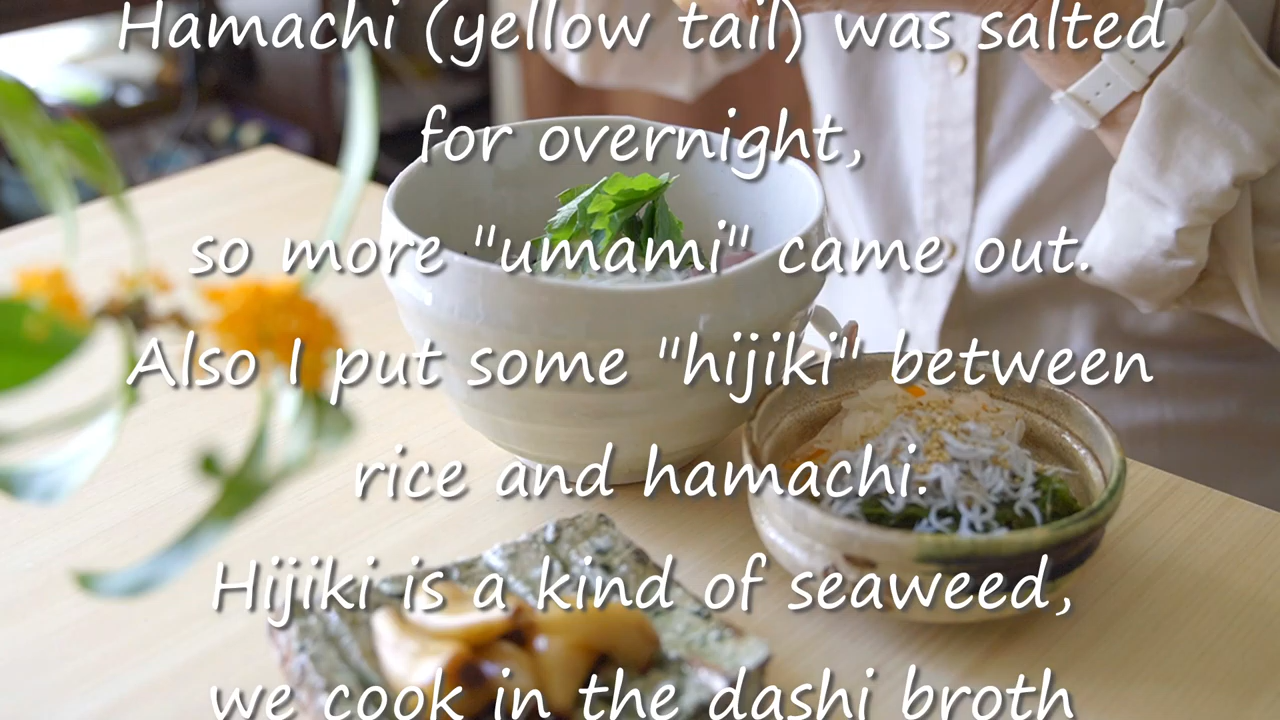 Hamachi (yellow tail) was salted
for overnight,
so more "umami" came out.
Also I put some "hijiki" between
rice and hamachi.
Hijiki is a kind of seaweed,
we cook in the dashi broth